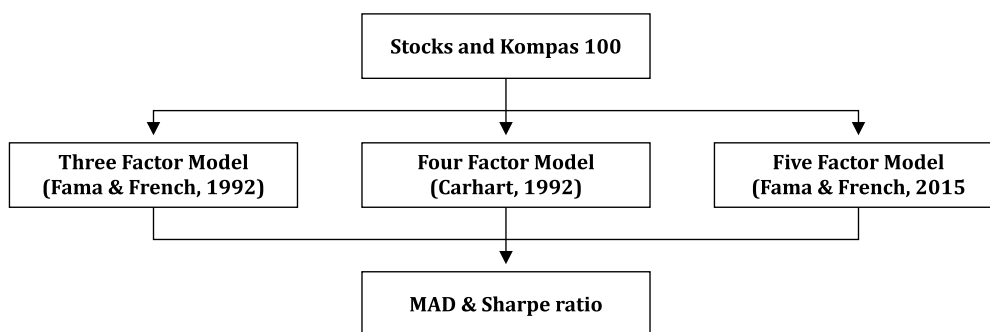 Stocks and Kompas 100
Three Factor Model
(Fama & French, 1992)
Four Factor Model
(Carhart, 1992)
Five Factor Model
(Fama & French, 2015
MAD & Sharpe ratio